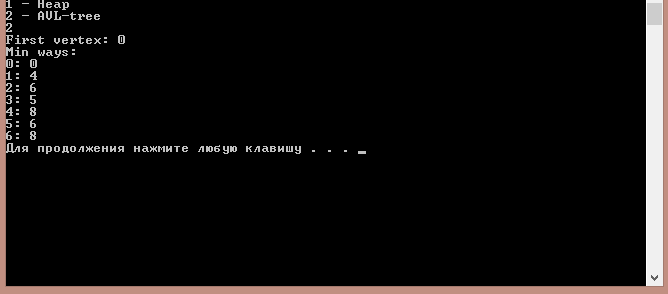 1 - Heap
2 - AVL-tree
2
First vertex: 0
Min ways:
0: 0
1: 4
2: 6
3: 5
4: 8
5: 6
6: 8
Для продолжения нажмите любую клавишу . . .